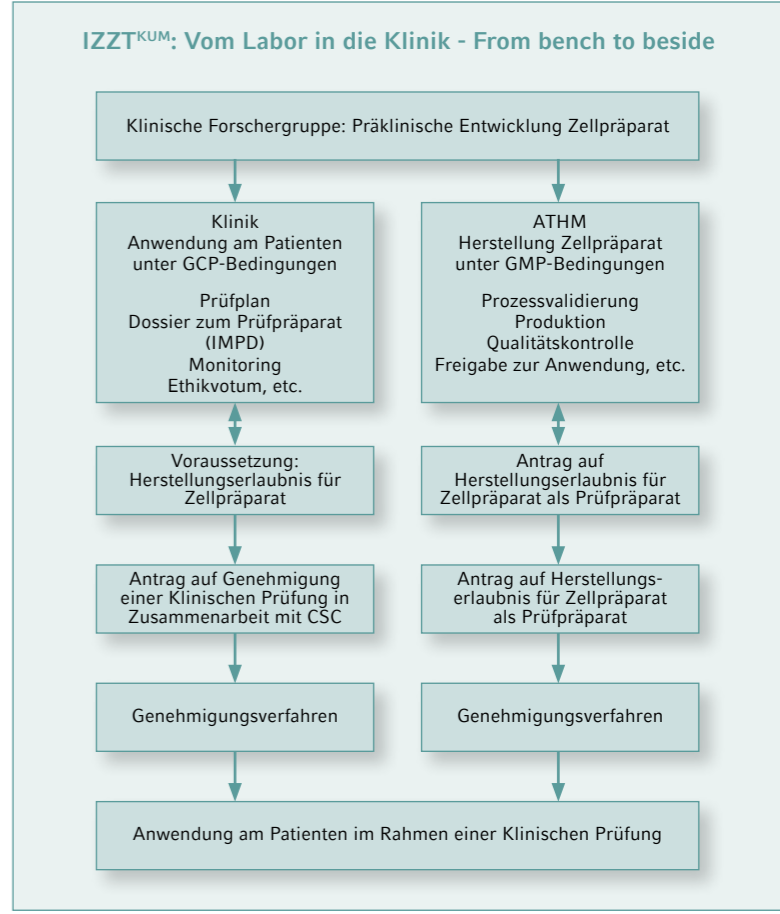 IZZTKUM: Vom Labor in die Klinik - From bench to beside
Klinische Forschergruppe: Präklinische Entwicklung Zellpräparat
Klinik
Anwendung am Patienten
unter GCP-Bedingungen
Prüfplan
Dossier zum Prüfpräparat
(IMPD)
Monitoring
Ethikvotum, etc.
ATHM
Herstellung Zellpräparat
unter GMP-Bedingungen
Prozessvalidierung
Produktion
Qualitätskontrolle
Freigabe zur Anwendung, etc.
Voraussetzung:
Herstellungserlaubnis für
Zellpräparat
Antrag auf
Herstellungserlaubnis für
Zellpräparat als Prüfpräparat
Antrag auf Genehmigung
einer Klinischen Prüfung in
Zusammenarbeit mit CSC
Antrag auf Herstellungs-
erlaubnis für Zellpräparat
als Prüfpräparat
Genehmigungsverfahren
Genehmigungsverfahren
Anwendung am Patienten im Rahmen einer Klinischen Prüfung